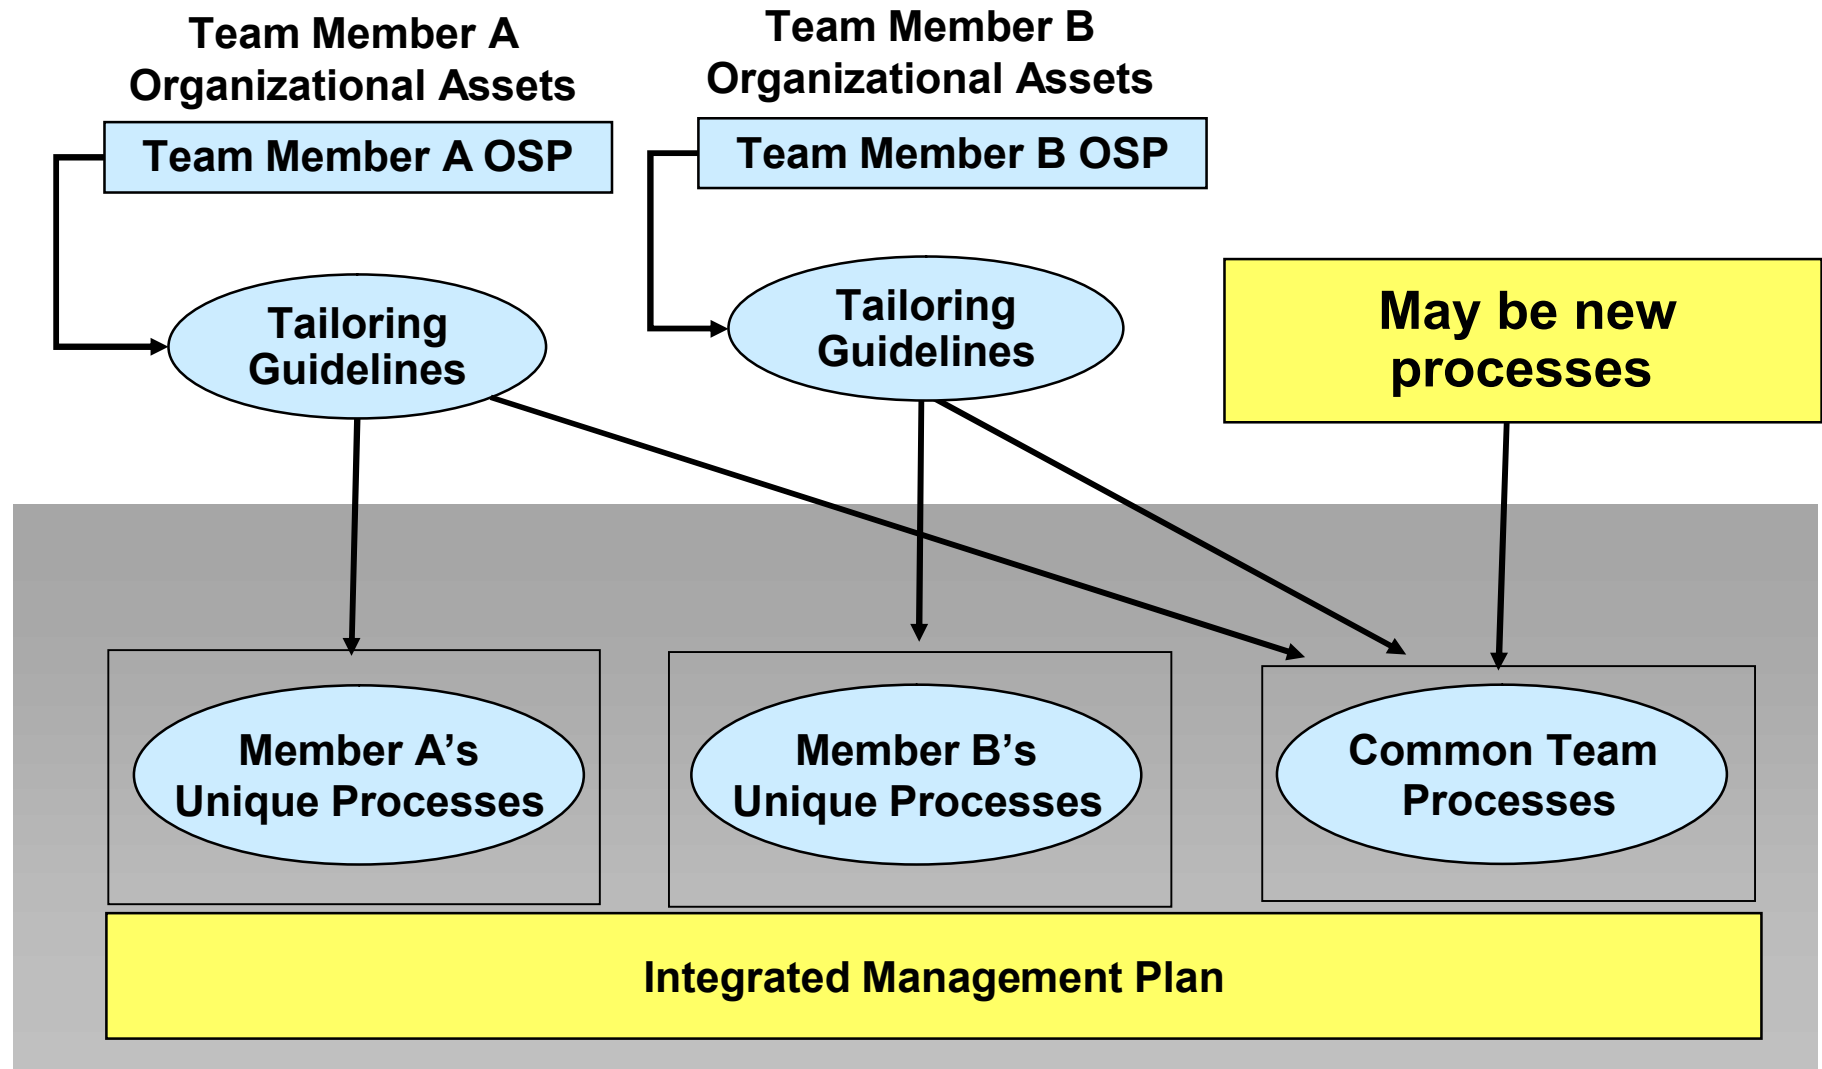 Team Member A
Organizational Assets
Team Member B
Organizational Assets
Team Member A OSP
Team Member B OSP
Tailoring
Guidelines
Tailoring
Guidelines
May be new
processes
Member A’s
Unique Processes
Member B’s
Unique Processes
Common Team
Processes
Integrated Management Plan